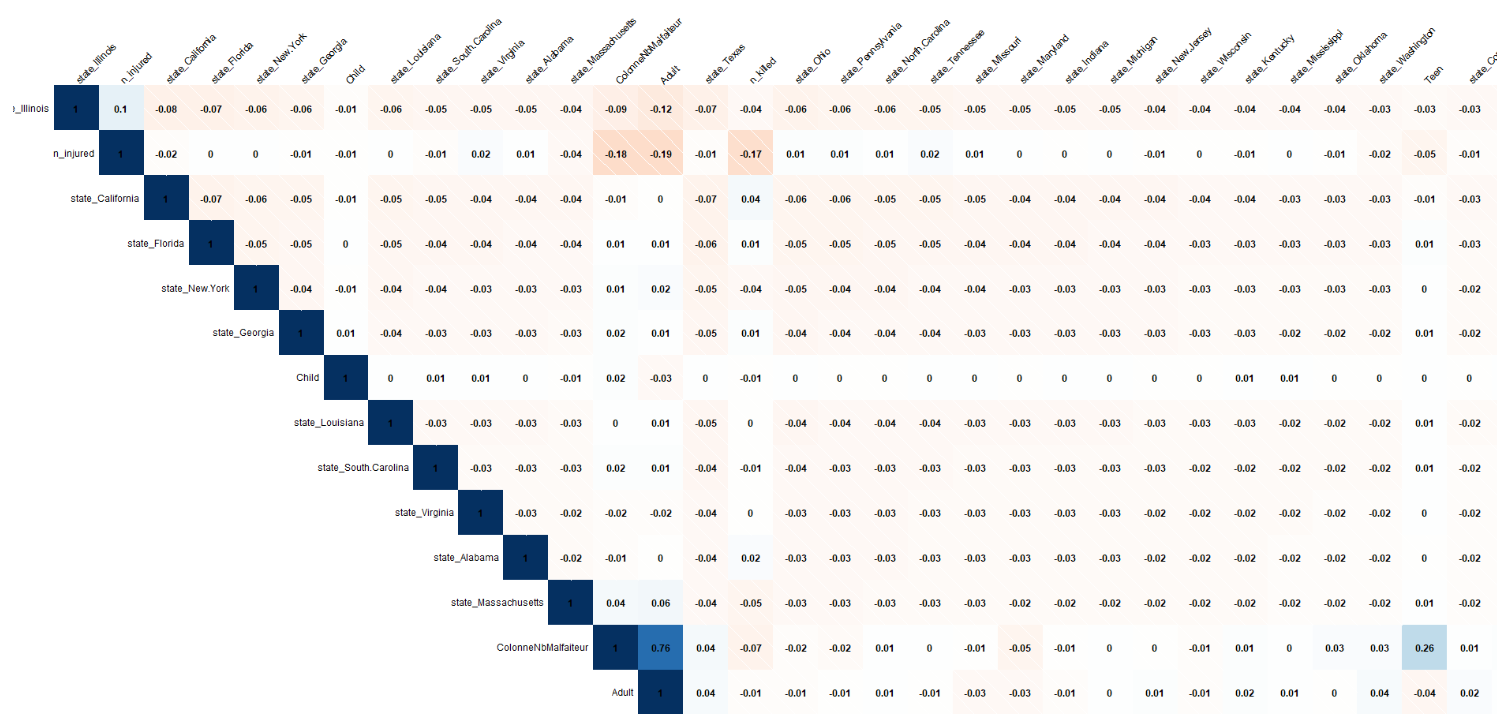 state_Illinois n_injured state_California state_Florida state_New.York state_Georgia Child state_Louisiana state_South.Carolina state_Virginia state_Alabama state_Massachusetts ColonneNbMalfaiteur Adult state_Texas n_killed state_Ohio state_Pennsylvania state_North.Carolina state_Tennessee state_Missouri state_Maryland state_Indiana state_Michigan state_New.Jersey state_Wisconsin state_Kentucky state_Mississippi state_Oklahoma state_Washington Teen state_Co
e_Illinois 1 0.1 -0.08 -0.07 -0.06 -0.06 -0.01 -0.06 -0.05 -0.05 -0.05 -0.04 -0.09 -0.12 -0.07 -0.04 -0.06 -0.06 -0.06 -0.05 -0.05 -0.05 -0.05 -0.05 -0.04 -0.04 -0.04 -0.04 -0.04 -0.03 -0.03 -0.03
n_injured 1 -0.02 0 0 -0.01 -0.01 0 -0.01 0.02 0.01 -0.04 -0.18 -0.19 -0.01 -0.17 0.01 0.01 0.01 0.02 0.01 0 0 0 -0.01 0 -0.01 0 -0.01 -0.02 -0.05 -0.01
state_California 1 -0.07 -0.06 -0.05 -0.01 -0.05 -0.05 -0.04 -0.04 -0.04 -0.01 0 -0.07 0.04 -0.06 -0.06 -0.05 -0.05 -0.05 -0.04 -0.04 -0.04 -0.04 -0.04 -0.04 -0.03 -0.03 -0.03 -0.01 -0.03
state_Florida 1 -0.05 -0.05 0 -0.05 -0.04 -0.04 -0.04 -0.04 0.01 0.01 -0.06 0.01 -0.05 -0.05 -0.05 -0.05 -0.04 -0.04 -0.04 -0.04 -0.04 -0.03 -0.03 -0.03 -0.03 -0.03 0.01 -0.03
state_New.York 1 -0.04 -0.01 -0.04 -0.04 -0.03 -0.03 -0.03 0.01 0.02 -0.05 -0.04 -0.05 -0.04 -0.04 -0.04 -0.04 -0.03 -0.03 -0.03 -0.03 -0.03 -0.03 -0.03 -0.03 -0.03 0 -0.02
state_Georgia 1 0.01 -0.04 -0.03 -0.03 -0.03 -0.03 0.02 0.01 -0.05 0.01 -0.04 -0.04 -0.04 -0.04 -0.03 -0.03 -0.03 -0.03 -0.03 -0.03 -0.03 -0.02 -0.02 -0.02 0.01 -0.02
Child 1 0 0.01 0.01 0 -0.01 0.02 -0.03 0 -0.01 0 0 0 0 0 0 0 0 0 0 0.01 0.01 0 0 0 0
state_Louisiana 1 -0.03 -0.03 -0.03 -0.03 0 0.01 -0.05 0 -0.04 -0.04 -0.04 -0.04 -0.03 -0.03 -0.03 -0.03 -0.03 -0.03 -0.03 -0.02 -0.02 -0.02 0.01 -0.02
state_South.Carolina 1 -0.03 -0.03 -0.03 0.02 0.01 -0.04 -0.01 -0.04 -0.03 -0.03 -0.03 -0.03 -0.03 -0.03 -0.03 -0.03 -0.02 -0.02 -0.02 -0.02 -0.02 0.01 -0.02
state_Virginia 1 -0.03 -0.02 -0.02 -0.02 -0.04 0 -0.03 -0.03 -0.03 -0.03 -0.03 -0.03 -0.03 -0.03 -0.02 -0.02 -0.02 -0.02 -0.02 -0.02 0 -0.02
state_Alabama 1 -0.02 -0.01 0 -0.04 0.02 -0.03 -0.03 -0.03 -0.03 -0.03 -0.03 -0.03 -0.03 -0.02 -0.02 -0.02 -0.02 -0.02 -0.02 0 -0.02
state_Massachusetts 1 0.04 0.06 -0.04 -0.05 -0.03 -0.03 -0.03 -0.03 -0.03 -0.02 -0.02 -0.02 -0.02 -0.02 -0.02 -0.02 -0.02 -0.02 0.01 -0.02
ColonneNbMalfaiteur 1 0.76 0.04 -0.07 -0.02 -0.02 0.01 0 -0.01 -0.05 -0.01 0 0 -0.01 0.01 0 0.03 0.03 0.26 0.01
Adult 1 0.04 -0.01 -0.01 -0.01 0.01 -0.01 -0.03 -0.03 -0.01 0 0.01 -0.01 0.02 0.01 0 0.04 -0.04 0.02